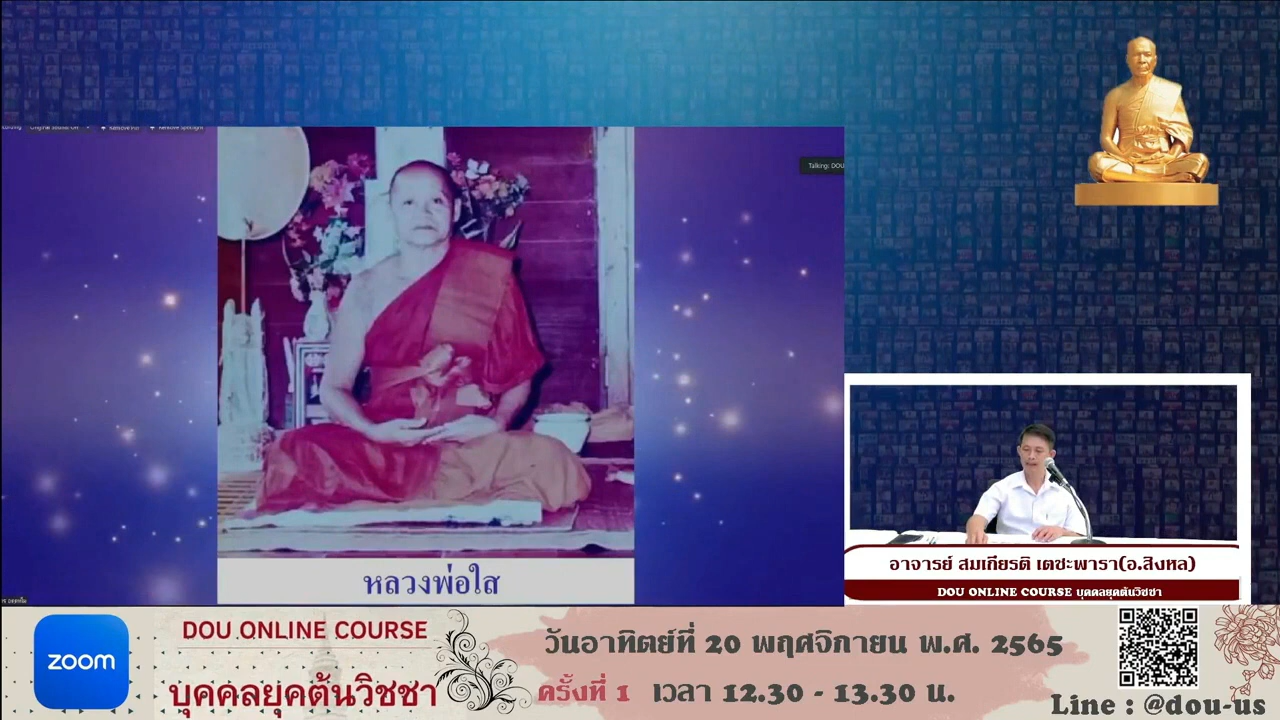 Talking: DOU
หลวงพ่อใส
อาจารย์ สมเกียรติ เตชะพารา(อ.สิงหล)
DOU ONLINE COURSE บุคคลยุคต้นวิชชา
zoom
DOU ONLINE COURSE
บุคคลยุคต้นวิชชา
วันอาทิตย์ที่ 20 พฤศจิกายน พ.ศ. 2565
ครั้งที่ 1 เวลา 12.30 - 13.30 น.
Line : @dou-us